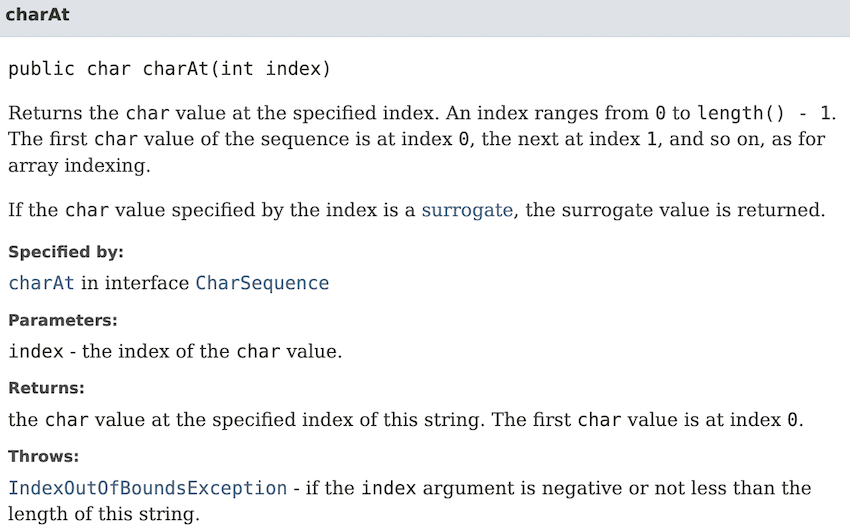 charAt
public char charAt(int index)
Returns the char value at the specified index. An index ranges from 0 to length() - 1.
The first char value of the sequence is at index 0, the next at index 1, and so on, as for
array indexing.
If the char value specified by the index is a surrogate, the surrogate value is returned.
Specified by:
charAt in interface CharSequence
Parameters:
index - the index of the char value.
Returns:
the char value at the specified index of this string. The first char value is at index 0.
Throws:
IndexOutOfBoundsException - if the index argument is negative or not less than the
length of this string.